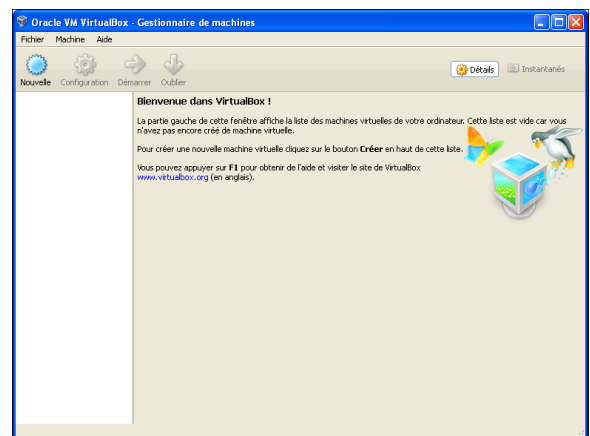 Oracle VM VirtualBox - Gestionnaire de machines
Fichier Machine Aide
Nouvelle Configuration Démarrer Oublier Détails Instantanés
Bienvenue dans VirtualBox !
La partie gauche de cette fenêtre affiche la liste des machines virtuelles de votre ordinateur. Cette liste est vide car vous
n'avez pas encore créé de machine virtuelle.
Pour créer une nouvelle machine virtuelle cliquez sur le bouton Créer en haut de cette liste.
Vous pouvez appuyer sur F1 pour obtenir de l'aide et visiter le site de VirtualBox
www.virtualbox.org (en anglais).